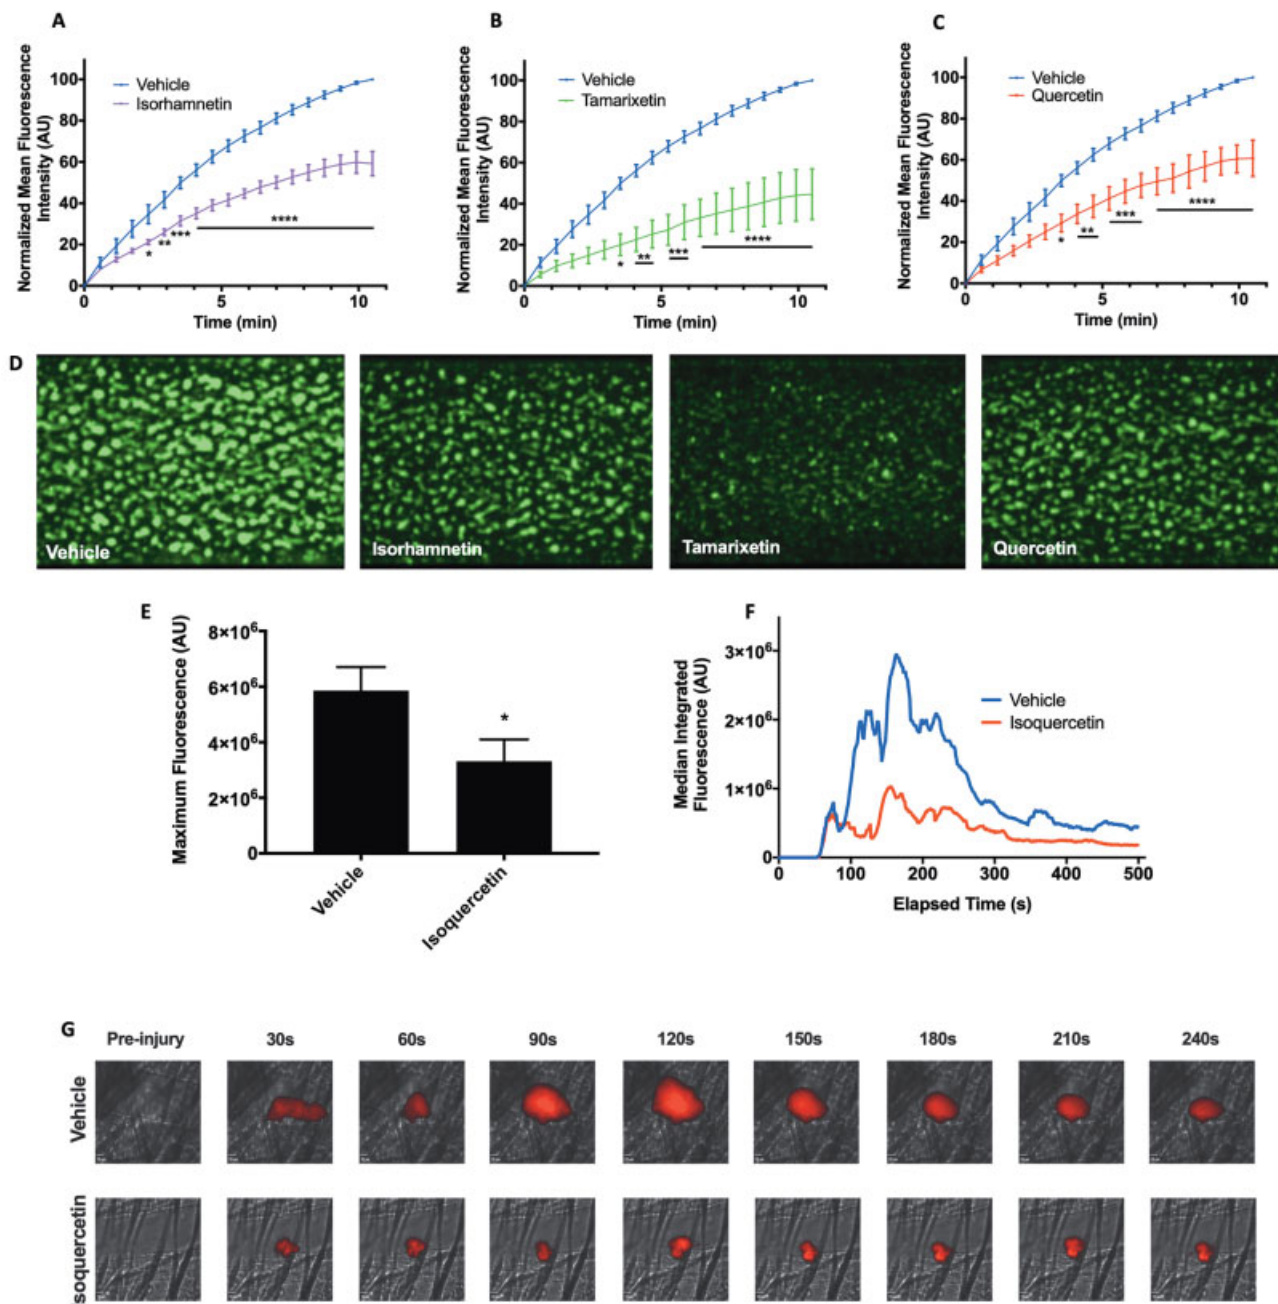 A
Normalized Mean Fluorescence
Intensity (AU)
100
80
60
40
20
0
Vehicle
Isorhamnetin
*
**
***
****
0
5
10
Time (min)
B
Normalized Mean Fluorescence
Intensity (AU)
100
80
60
40
20
0
Vehicle
Tamarixetin
*
**
***
****
0
5
10
Time (min)
C
Normalized Mean Fluorescence
Intensity (AU)
100
80
60
40
20
0
Vehicle
Quercetin
*
**
***
****
0
5
10
Time (min)
D
Vehicle
Isorhamnetin
Tamarixetin
Quercetin
E
Maximum Fluorescence (AU)
8×10⁶
6×10⁶
4×10⁶
2×10⁶
0
*
Vehicle
Isoquercetin
F
Median Integrated
Fluorescence (AU)
3×10⁶
2×10⁶
1×10⁶
0
Vehicle
Isoquercetin
0
100
200
300
400
500
Elapsed Time (s)
G
Pre-injury
30s
60s
90s
120s
150s
180s
210s
240s
Vehicle
Isoquercetin